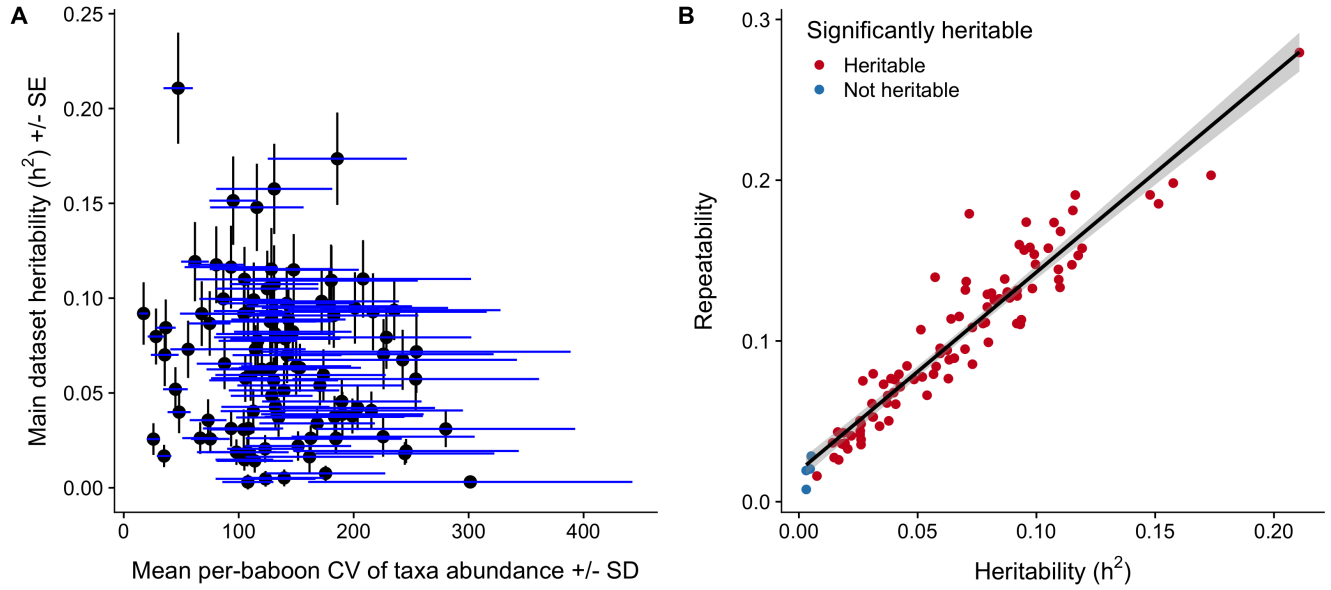 A
Main dataset heritability (h²) +/- SE
0.25
0.20
0.15
0.10
0.05
0.00
0
100
200
300
400
Mean per-baboon CV of taxa abundance +/- SD
B
Repeatability
0.3
0.2
0.1
0.0
Significantly heritable
Heritable
Not heritable
0.00
0.05
0.10
0.15
0.20
Heritability (h²)